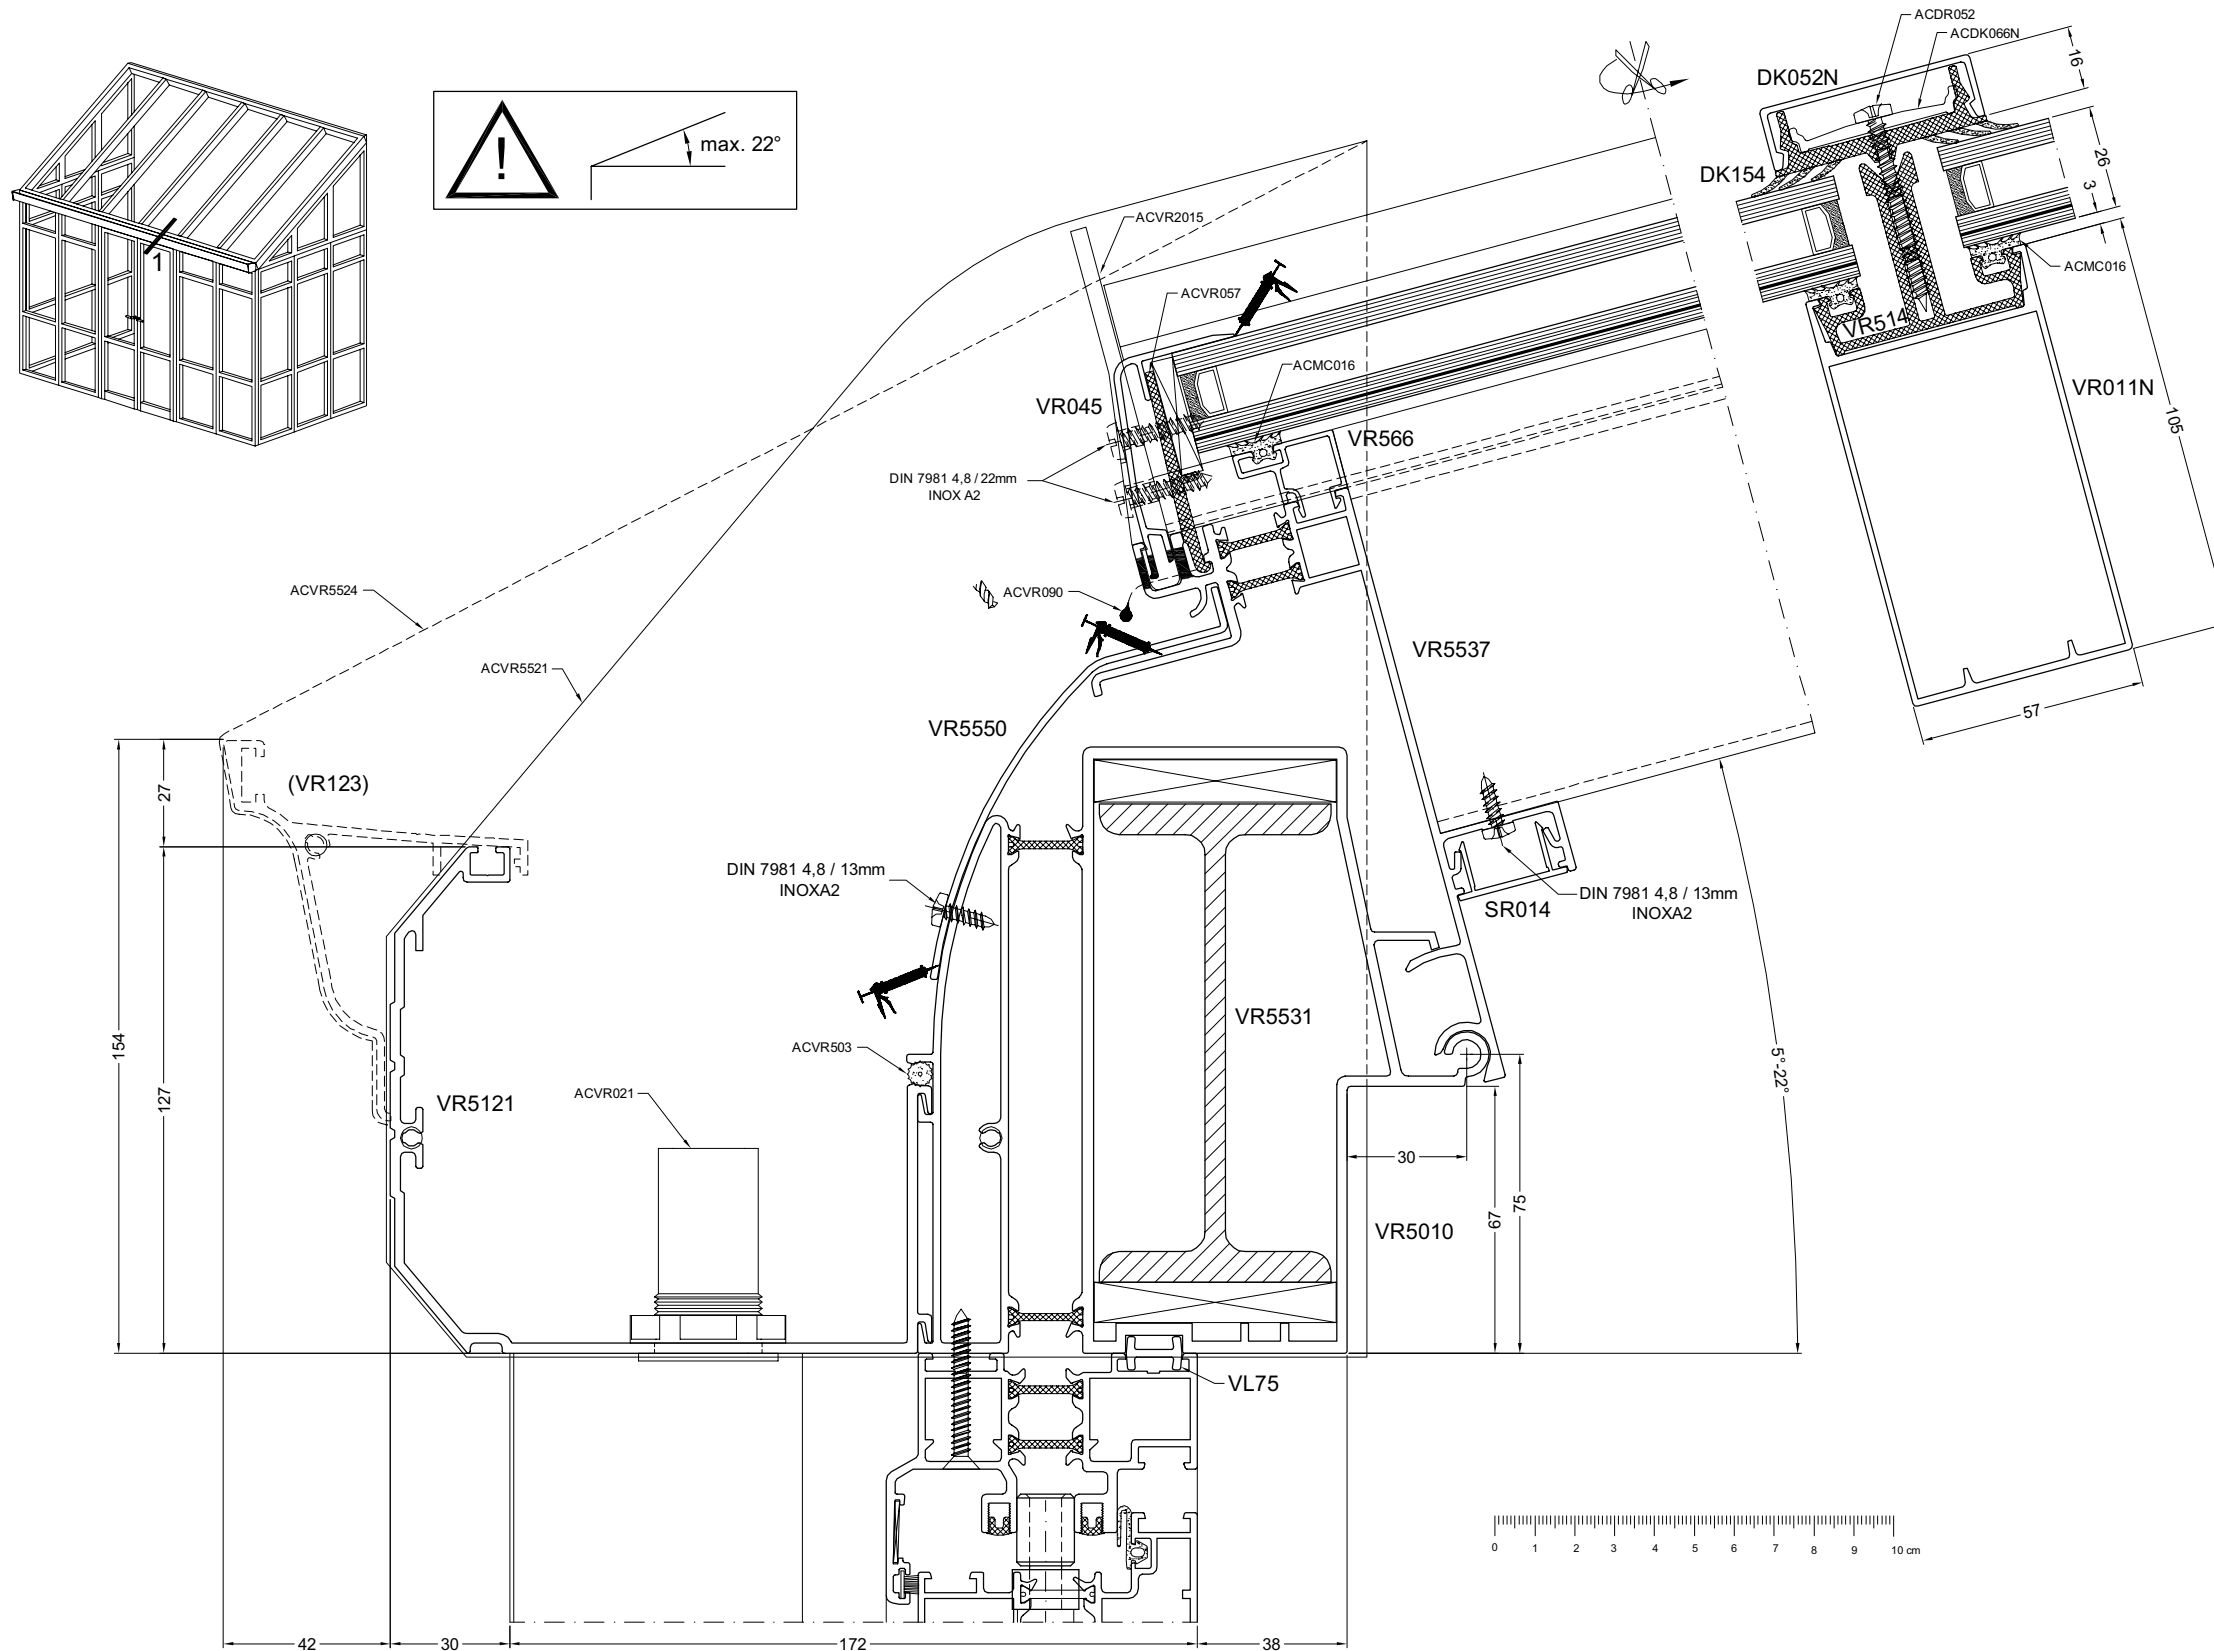 ACDR052
ACDK066N
16
DK052N
!
max. 22°
26
DK154
3
ACVR2015
1
ACMC016
ACVR057
VR514
ACMC016
VR045
VR566
VR011N
105
DIN 7981 4,8 / 22mm
INOX A2
ACVR5524
ACVR090
VR5537
ACVR5521
57
VR5550
27
(VR123)
DIN 7981 4,8 / 13mm
INOXA2
DIN 7981 4,8 / 13mm
INOXA2
SR014
VR5531
154
127
ACVR503
5°-22°
VR5121
ACVR021
30
75
67
VR5010
VL75
0 1 2 3 4 5 6 7 8 9 10 cm
42
30
172
38